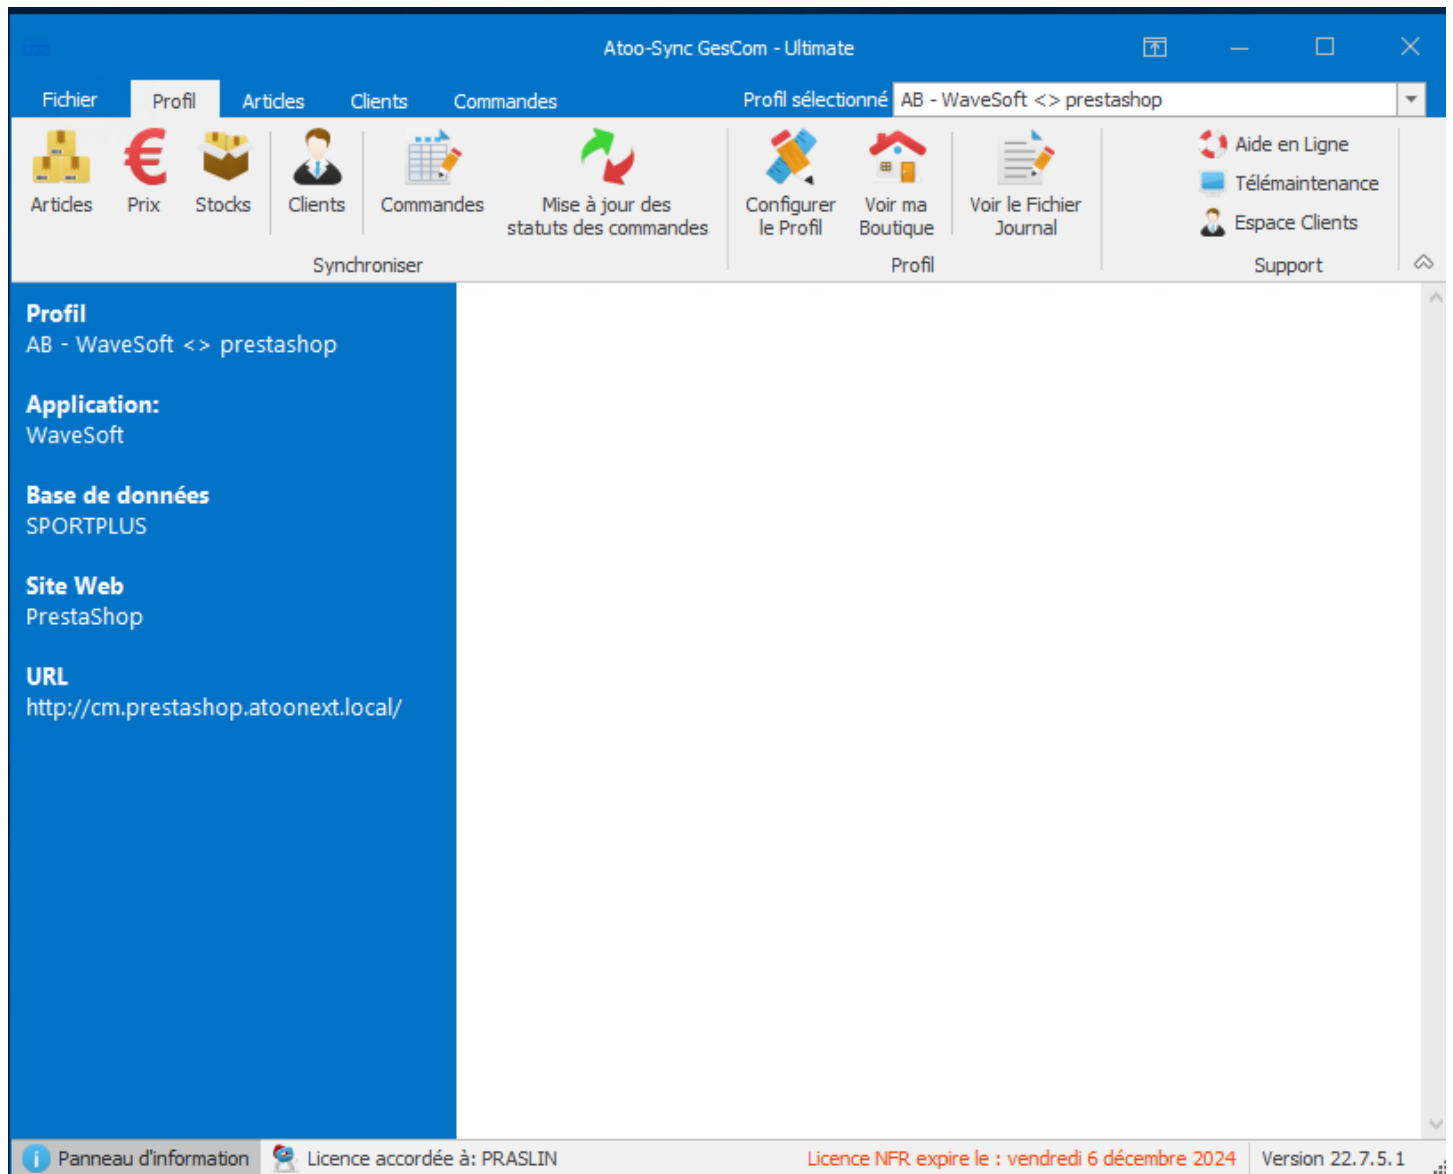 Atoo-Sync GesCom - Ultimate
Fichier Profil Articles Clients Commandes Profil sélectionné AB - WaveSoft <> prestashop
Articles Prix Stocks Clients Commandes Mise à jour des statuts des commandes Configurer le Profil Voir ma Boutique Voir le Fichier Journal
Aide en Ligne
Télémaintenance
Espace Clients
Synchroniser Profil Support
Profil
AB - WaveSoft <> prestashop
Application:
WaveSoft
Base de données
SPORTPLUS
Site Web
PrestaShop
URL
http://cm.prestashop.atoonext.local/
Panneau d'information Licence accordée à: PRASLIN Licence NFR expire le : vendredi 6 décembre 2024 Version 22.7.5.1